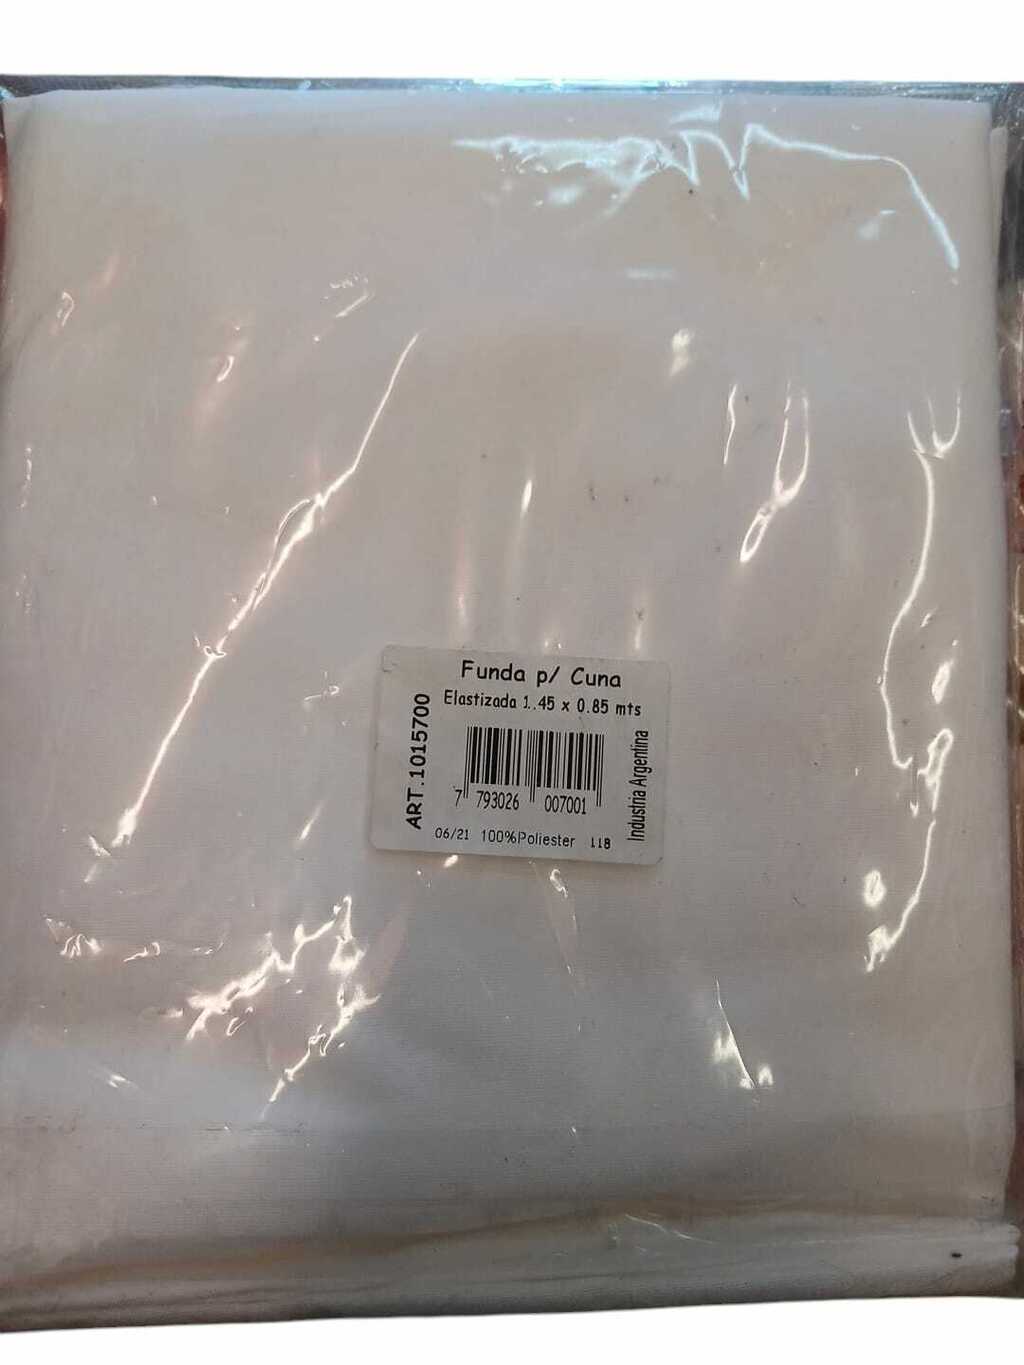 Funda p/ Cuna
Elastizada 1.45 x 0.85 mts
ART.1015700
7 793026 007001
Industria Argentina
06/21 100%Poliester 118